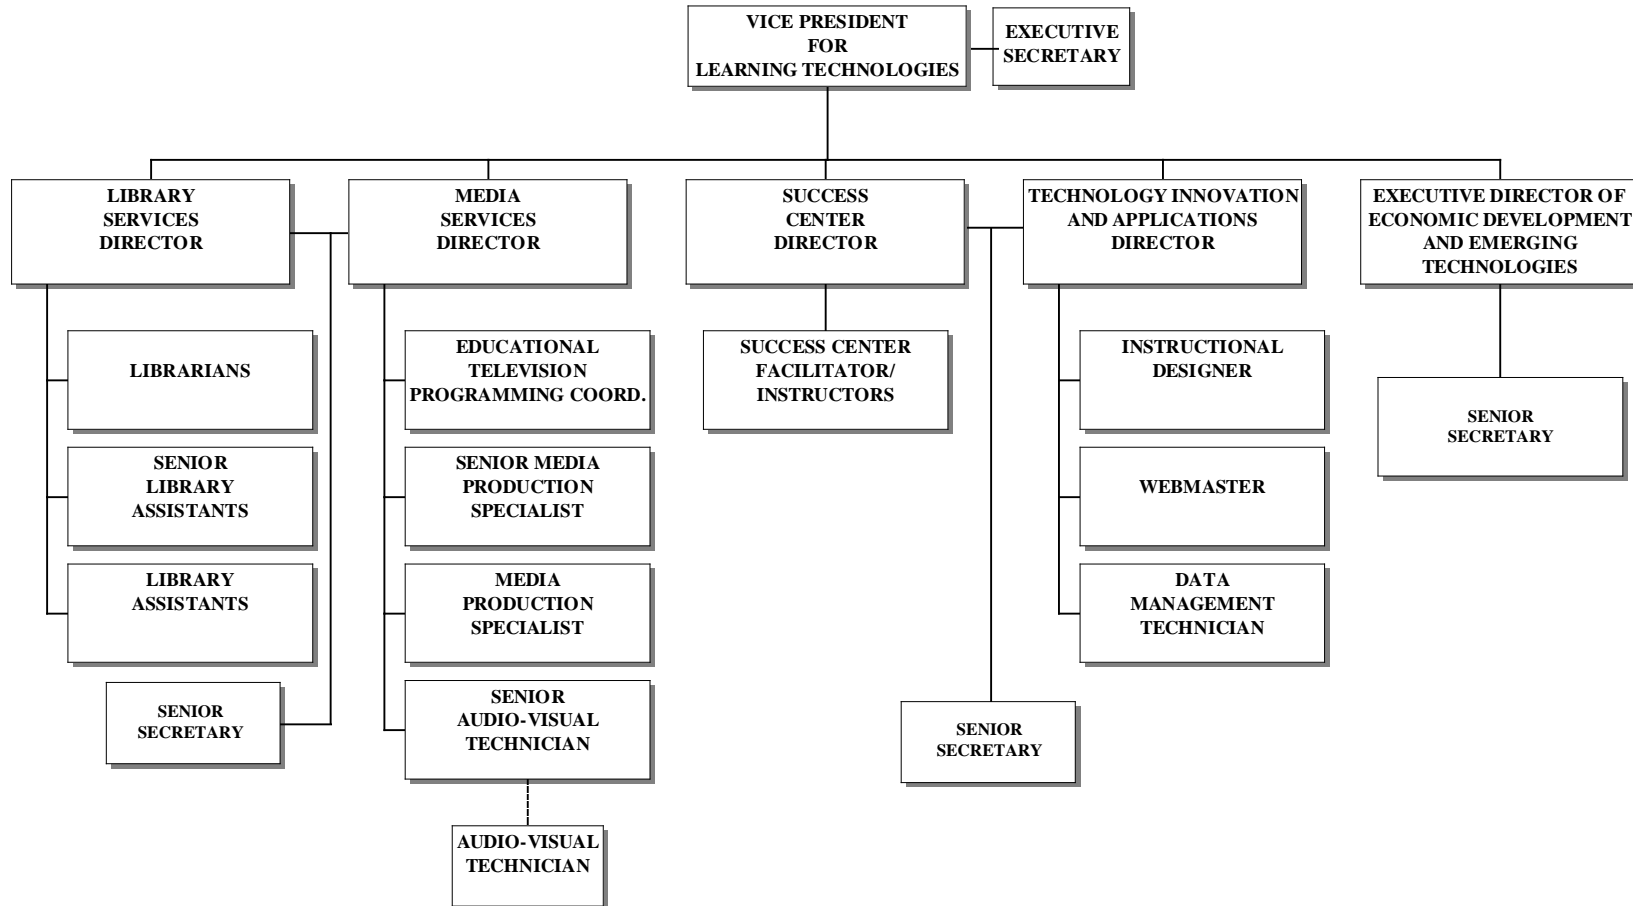 VICE PRESIDENT
FOR
LEARNING TECHNOLOGIES
EXECUTIVE
SECRETARY
LIBRARY
SERVICES
DIRECTOR
MEDIA
SERVICES
DIRECTOR
SUCCESS
CENTER
DIRECTOR
TECHNOLOGY INNOVATION
AND APPLICATIONS
DIRECTOR
EXECUTIVE DIRECTOR OF
ECONOMIC DEVELOPMENT
AND EMERGING
TECHNOLOGIES
LIBRARIANS
SENIOR
LIBRARY
ASSISTANTS
LIBRARY
ASSISTANTS
SENIOR
SECRETARY
EDUCATIONAL
TELEVISION
PROGRAMMING COORD.
SENIOR MEDIA
PRODUCTION
SPECIALIST
MEDIA
PRODUCTION
SPECIALIST
SENIOR
AUDIO-VISUAL
TECHNICIAN
AUDIO-VISUAL
TECHNICIAN
SUCCESS CENTER
FACILITATOR/
INSTRUCTORS
SENIOR
SECRETARY
INSTRUCTIONAL
DESIGNER
WEBMASTER
DATA
MANAGEMENT
TECHNICIAN
SENIOR
SECRETARY